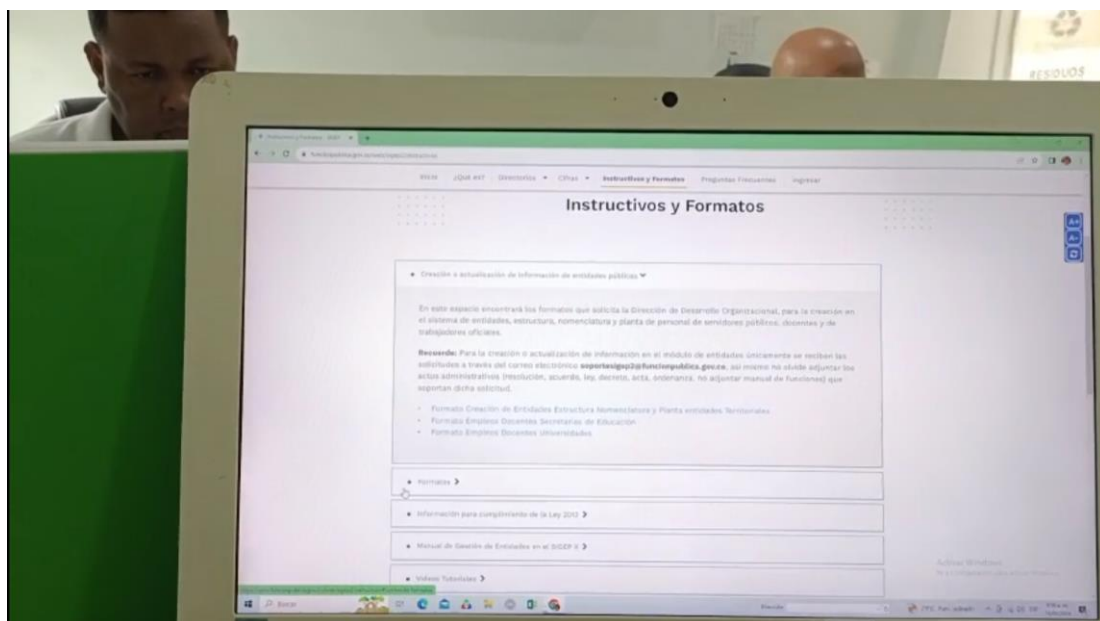 RESIDUOS
Instructivos y Formatos - SIGEP
Inicio ¿Qué es? Directorios Cifras Instructivos y Formatos Preguntas Frecuentes Ingresar
Instructivos y Formatos
A+
A-
Creación o actualización de información de entidades públicas
En este espacio encontrará los formatos que solicita la Dirección de Desarrollo Organizacional, para la creación en
el sistema de entidades, estructura, nomenclatura y planta de personal de servidores públicos, docentes y de
trabajadores oficiales.
Recuerde: Para la creación o actualización de información en el módulo de entidades únicamente se reciben las
solicitudes a través del correo electrónico soportesigep2@funcionpublica.gov.co, así mismo no olvide adjuntar los
actos administrativos (resolución, acuerdo, ley, decreto, acta, ordenanza, no adjuntar manual de funciones) que
soportan dicha solicitud.
Formato Creación de Entidades Estructura Nomenclatura y Planta entidades Territoriales
Formato Empleos Docentes Secretarías de Educación
Formato Empleos Docentes Universidades
Formatos
Información para cumplimiento de la Ley 2013
Manual de Gestión de Entidades en el SIGEP II
Videos Tutoriales
Activar Windows
Buscar